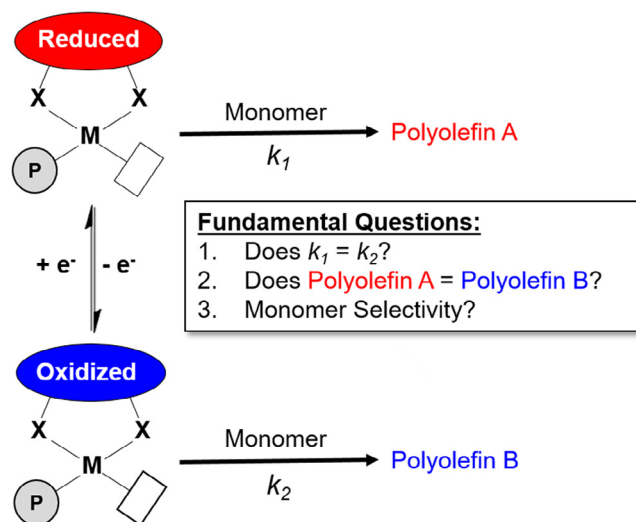 Reduced
X X
M
P
Monomer
k1
Polyolefin A
+ e- - e-
Fundamental Questions:
1. Does k1 = k2?
2. Does Polyolefin A = Polyolefin B?
3. Monomer Selectivity?
Oxidized
X X
M
P
Monomer
k2
Polyolefin B